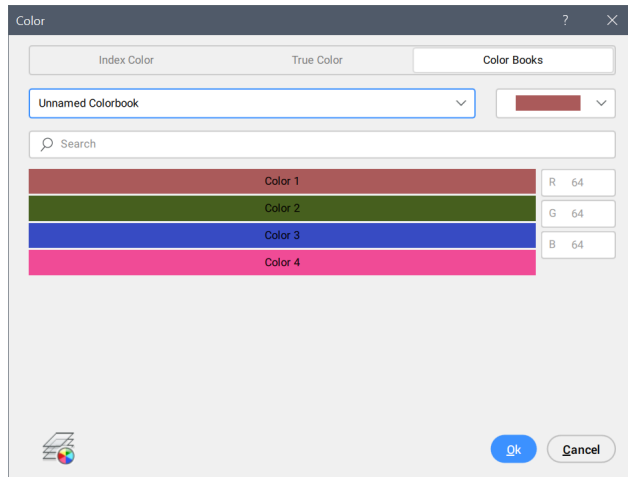 Color ?
Index Color True Color Color Books
Unnamed Colorbook
Search
Color 1 R 64
Color 2 G 64
Color 3 B 64
Color 4
Ok Cancel